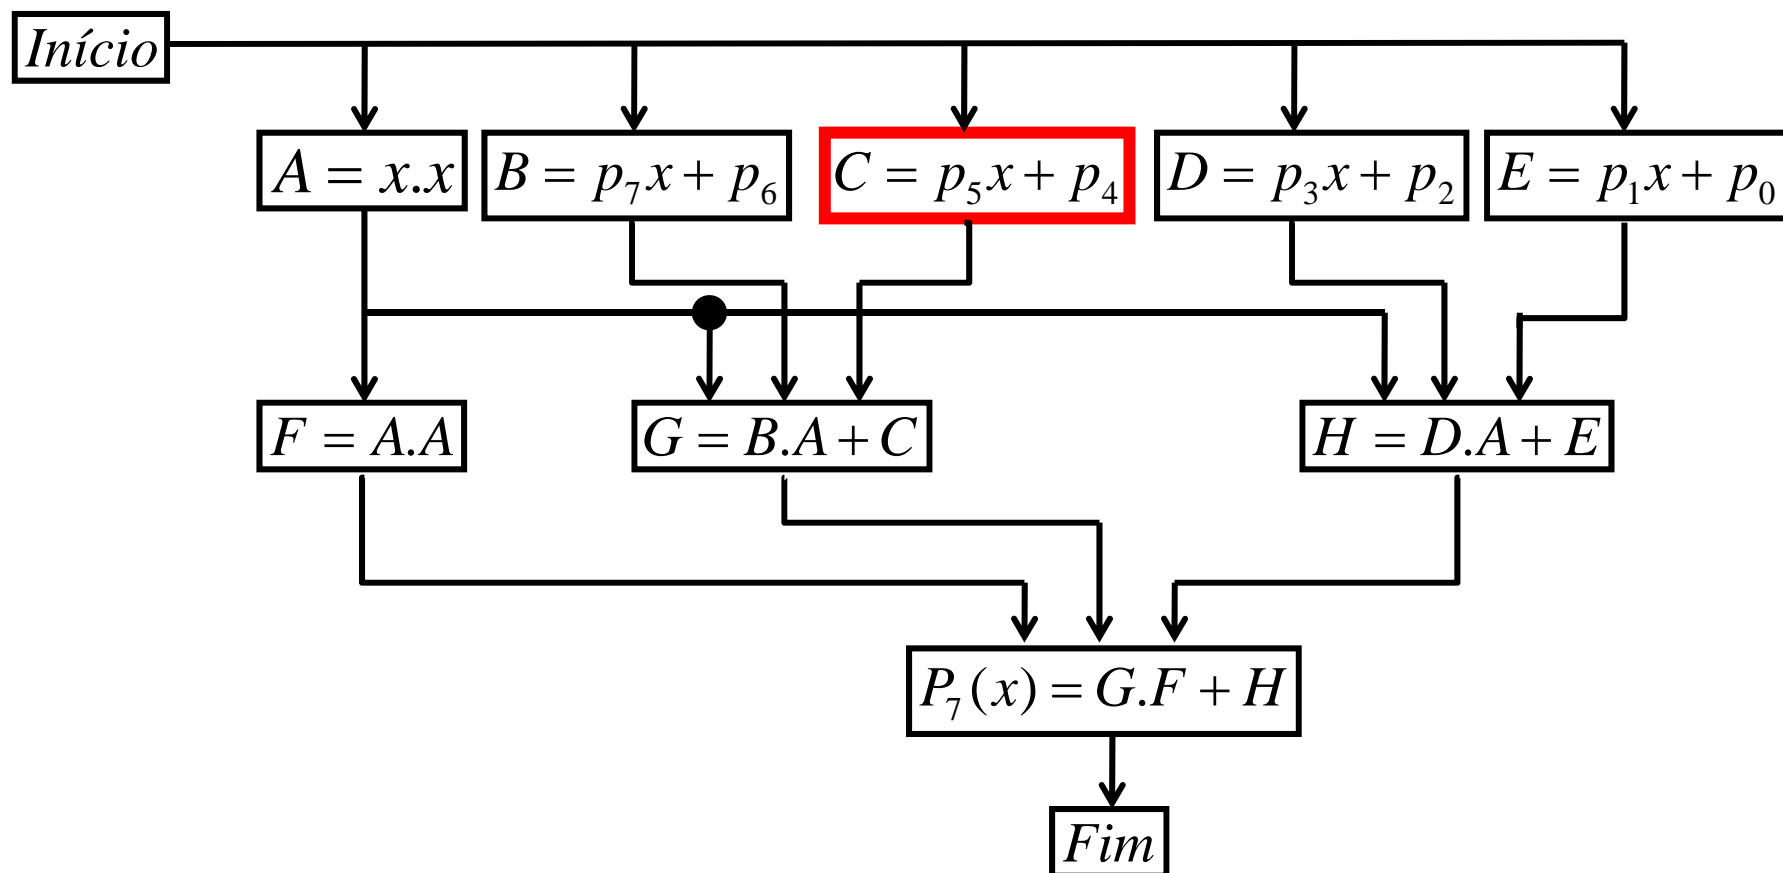 Início
A = x.x
B = p₇x + p₆
C = p₅x + p₄
D = p₃x + p₂
E = p₁x + p₀
F = A.A
G = B.A + C
H = D.A + E
P₇(x) = G.F + H
Fim